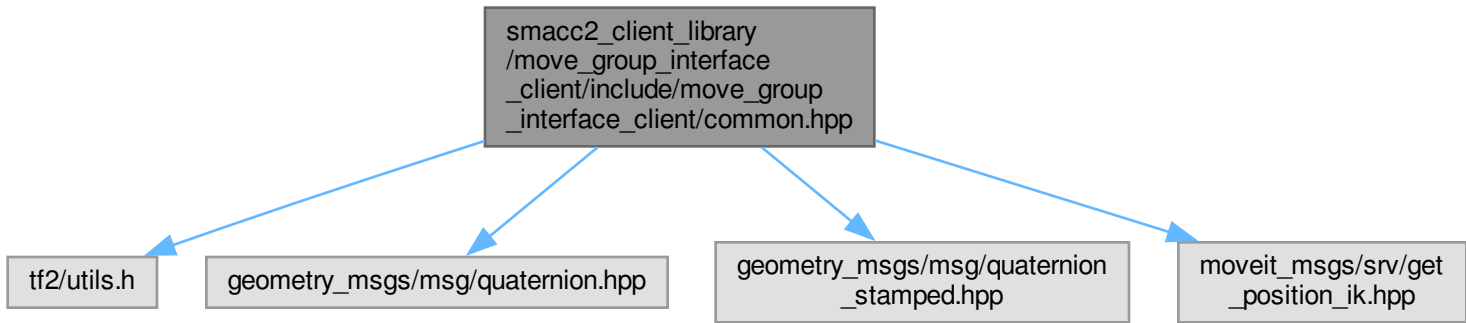 smacc2_client_library
/move_group_interface
_client/include/move_group
_interface_client/common.hpp
tf2/utils.h
geometry_msgs/msg/quaternion.hpp
geometry_msgs/msg/quaternion
_stamped.hpp
moveit_msgs/srv/get
_position_ik.hpp